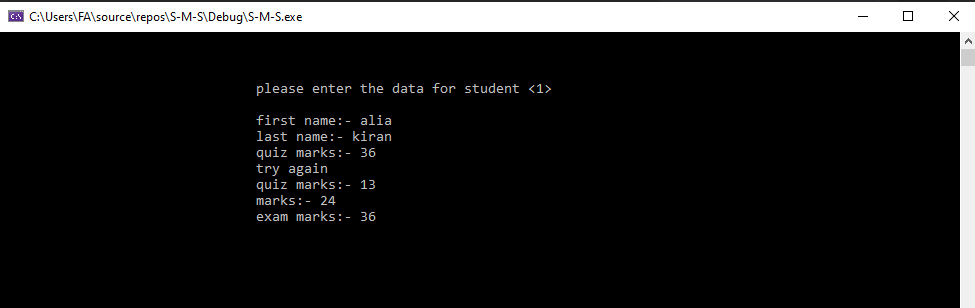 C:\Users\FA\source\repos\S-M-S\Debug\S-M-S.exe
please enter the data for student <1>
first name:- alia
last name:- kiran
quiz marks:- 36
try again
quiz marks:- 13
marks:- 24
exam marks:- 36